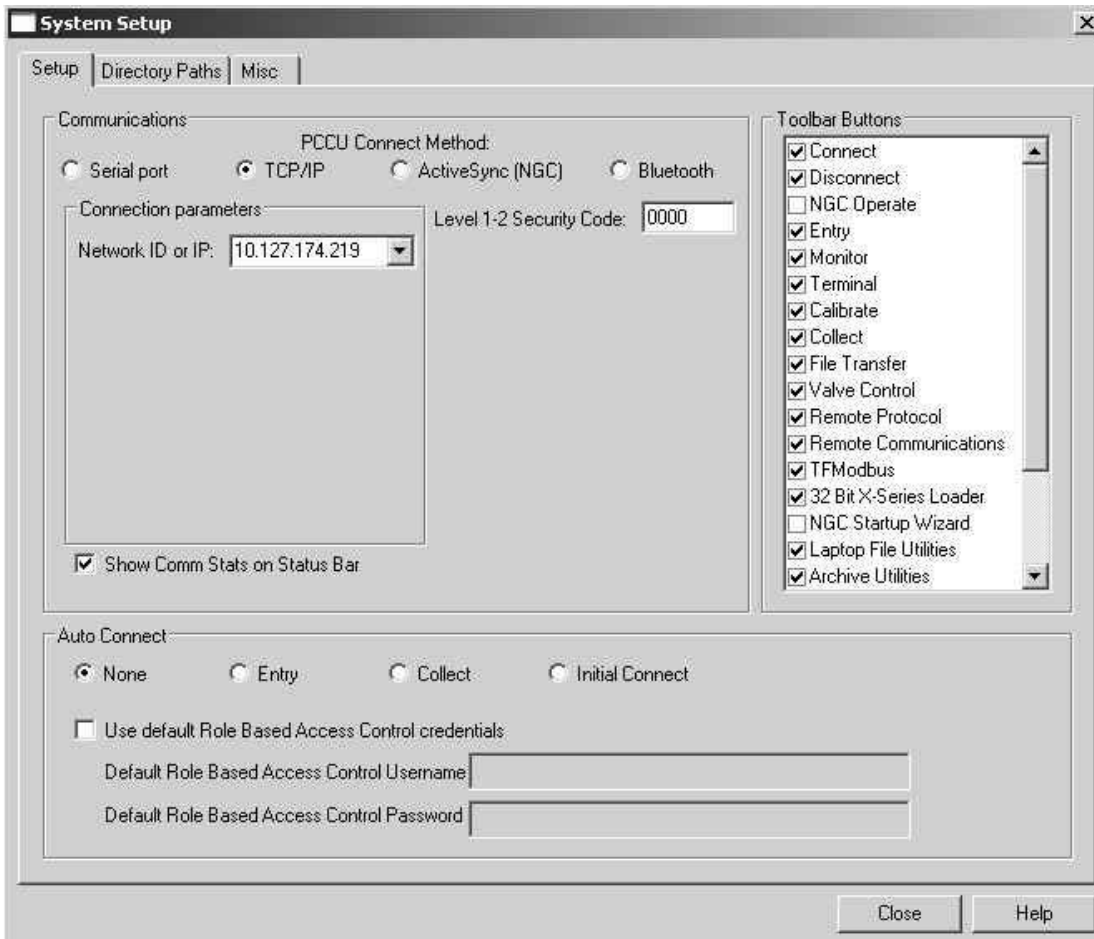 System Setup
Setup Directory Paths Misc
Communications
PCCU Connect Method:
Serial port TCP/IP ActiveSync (NGC) Bluetooth
Connection parameters
Network ID or IP: 10.127.174.219
Level 1-2 Security Code: 0000
Show Comm Stats on Status Bar
Toolbar Buttons
Connect
Disconnect
NGC Operate
Entry
Monitor
Terminal
Calibrate
Collect
File Transfer
Valve Control
Remote Protocol
Remote Communications
TFModbus
32 Bit X-Series Loader
NGC Startup Wizard
Laptop File Utilities
Archive Utilities
Auto Connect
None Entry Collect Initial Connect
Use default Role Based Access Control credentials
Default Role Based Access Control Username
Default Role Based Access Control Password
Close Help